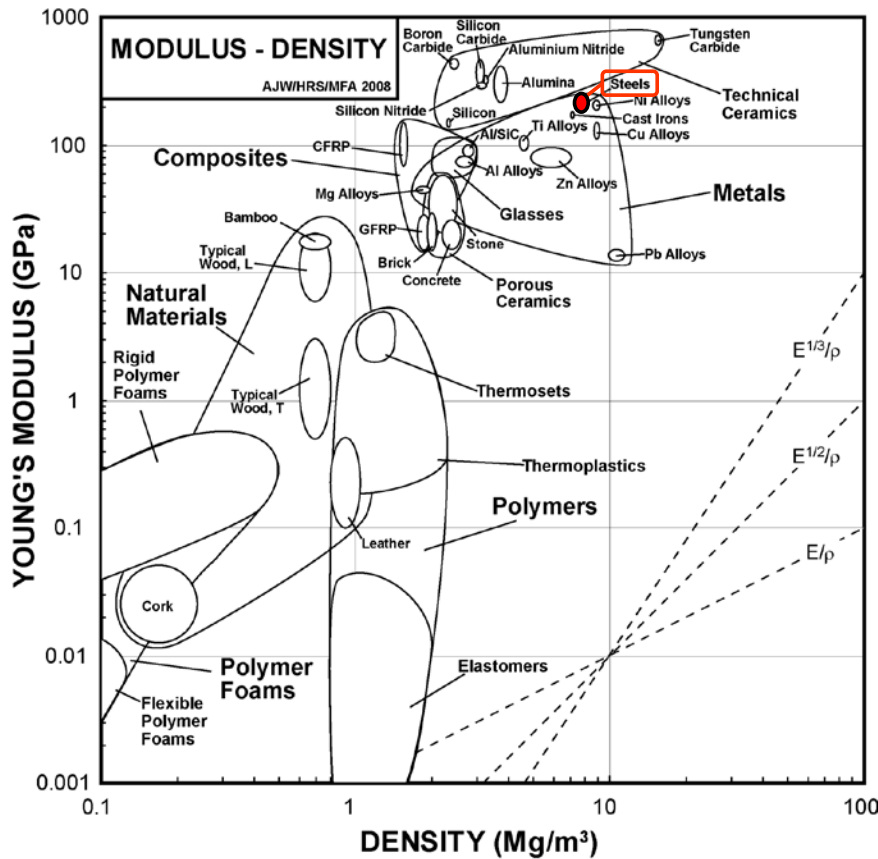 MODULUS - DENSITY
AJW/HRS/MFA 2008
YOUNG'S MODULUS (GPa)
1000
100
10
1
0.1
0.01
0.001
Boron
Carbide
Silicon
Carbide
Aluminium Nitride
Tungsten
Carbide
Alumina
Steels
Silicon Nitride
Silicon
Ni Alloys
Technical
Ceramics
Cast Irons
Ti Alloys
Cu Alloys
CFRP
Composites
Al/SiC
Al Alloys
Zn Alloys
Mg Alloys
Glasses
Metals
GFRP
Stone
Bamboo
Typical
Wood, L
Brick
Concrete
Pb Alloys
Porous
Ceramics
Natural
Materials
Rigid
Polymer
Foams
E1/3/ρ
Typical
Wood, T
Thermosets
E1/2/ρ
Thermoplastics
Polymers
Leather
E/ρ
Cork
Polymer
Foams
Elastomers
Flexible
Polymer
Foams
0.1
1
10
100
DENSITY (Mg/m³)